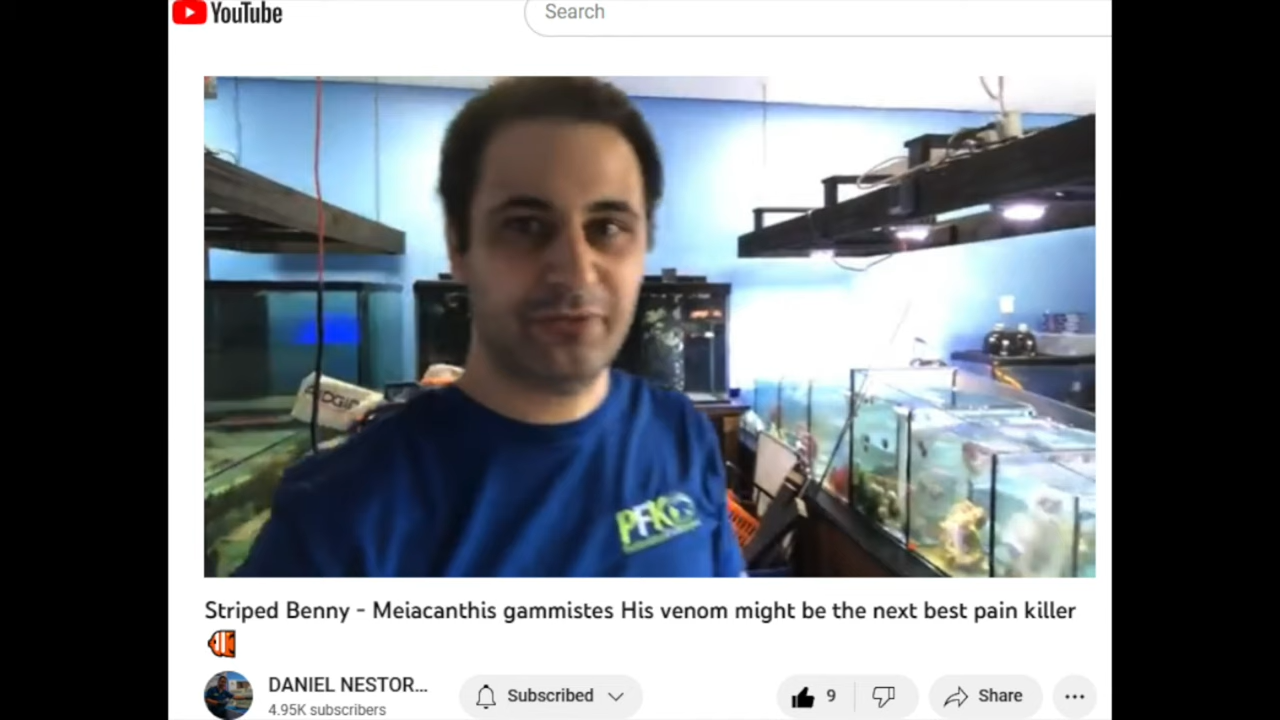 YouTube
Search
PFK
Striped Benny - Meiacanthis gammistes His venom might be the next best pain killer
DANIEL NESTOR...
4.95K subscribers
Subscribed
9
Share